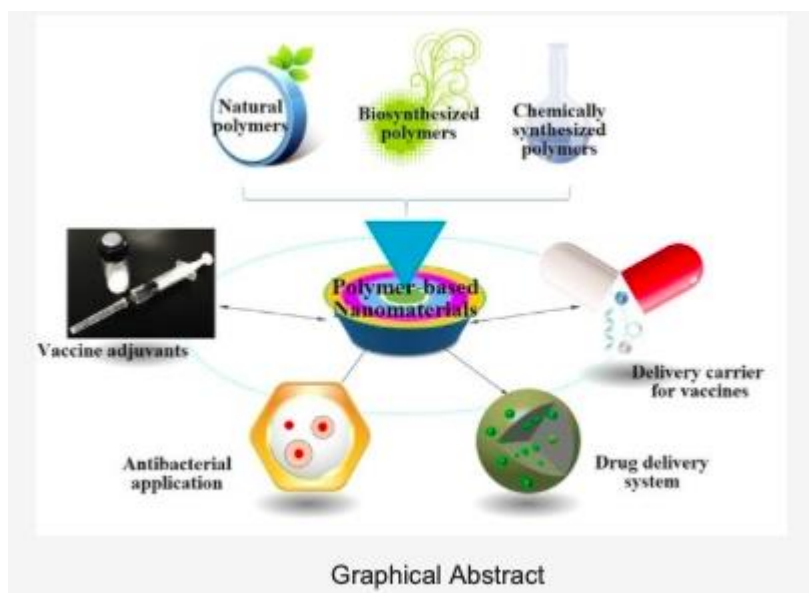 Natural
polymers
Biosynthesized
polymers
Chemically
synthesized
polymers
Polymer-based
Nanomaterials
Vaccine adjuvants
Delivery carrier
for vaccines
Antibacterial
application
Drug delivery
system
Graphical Abstract